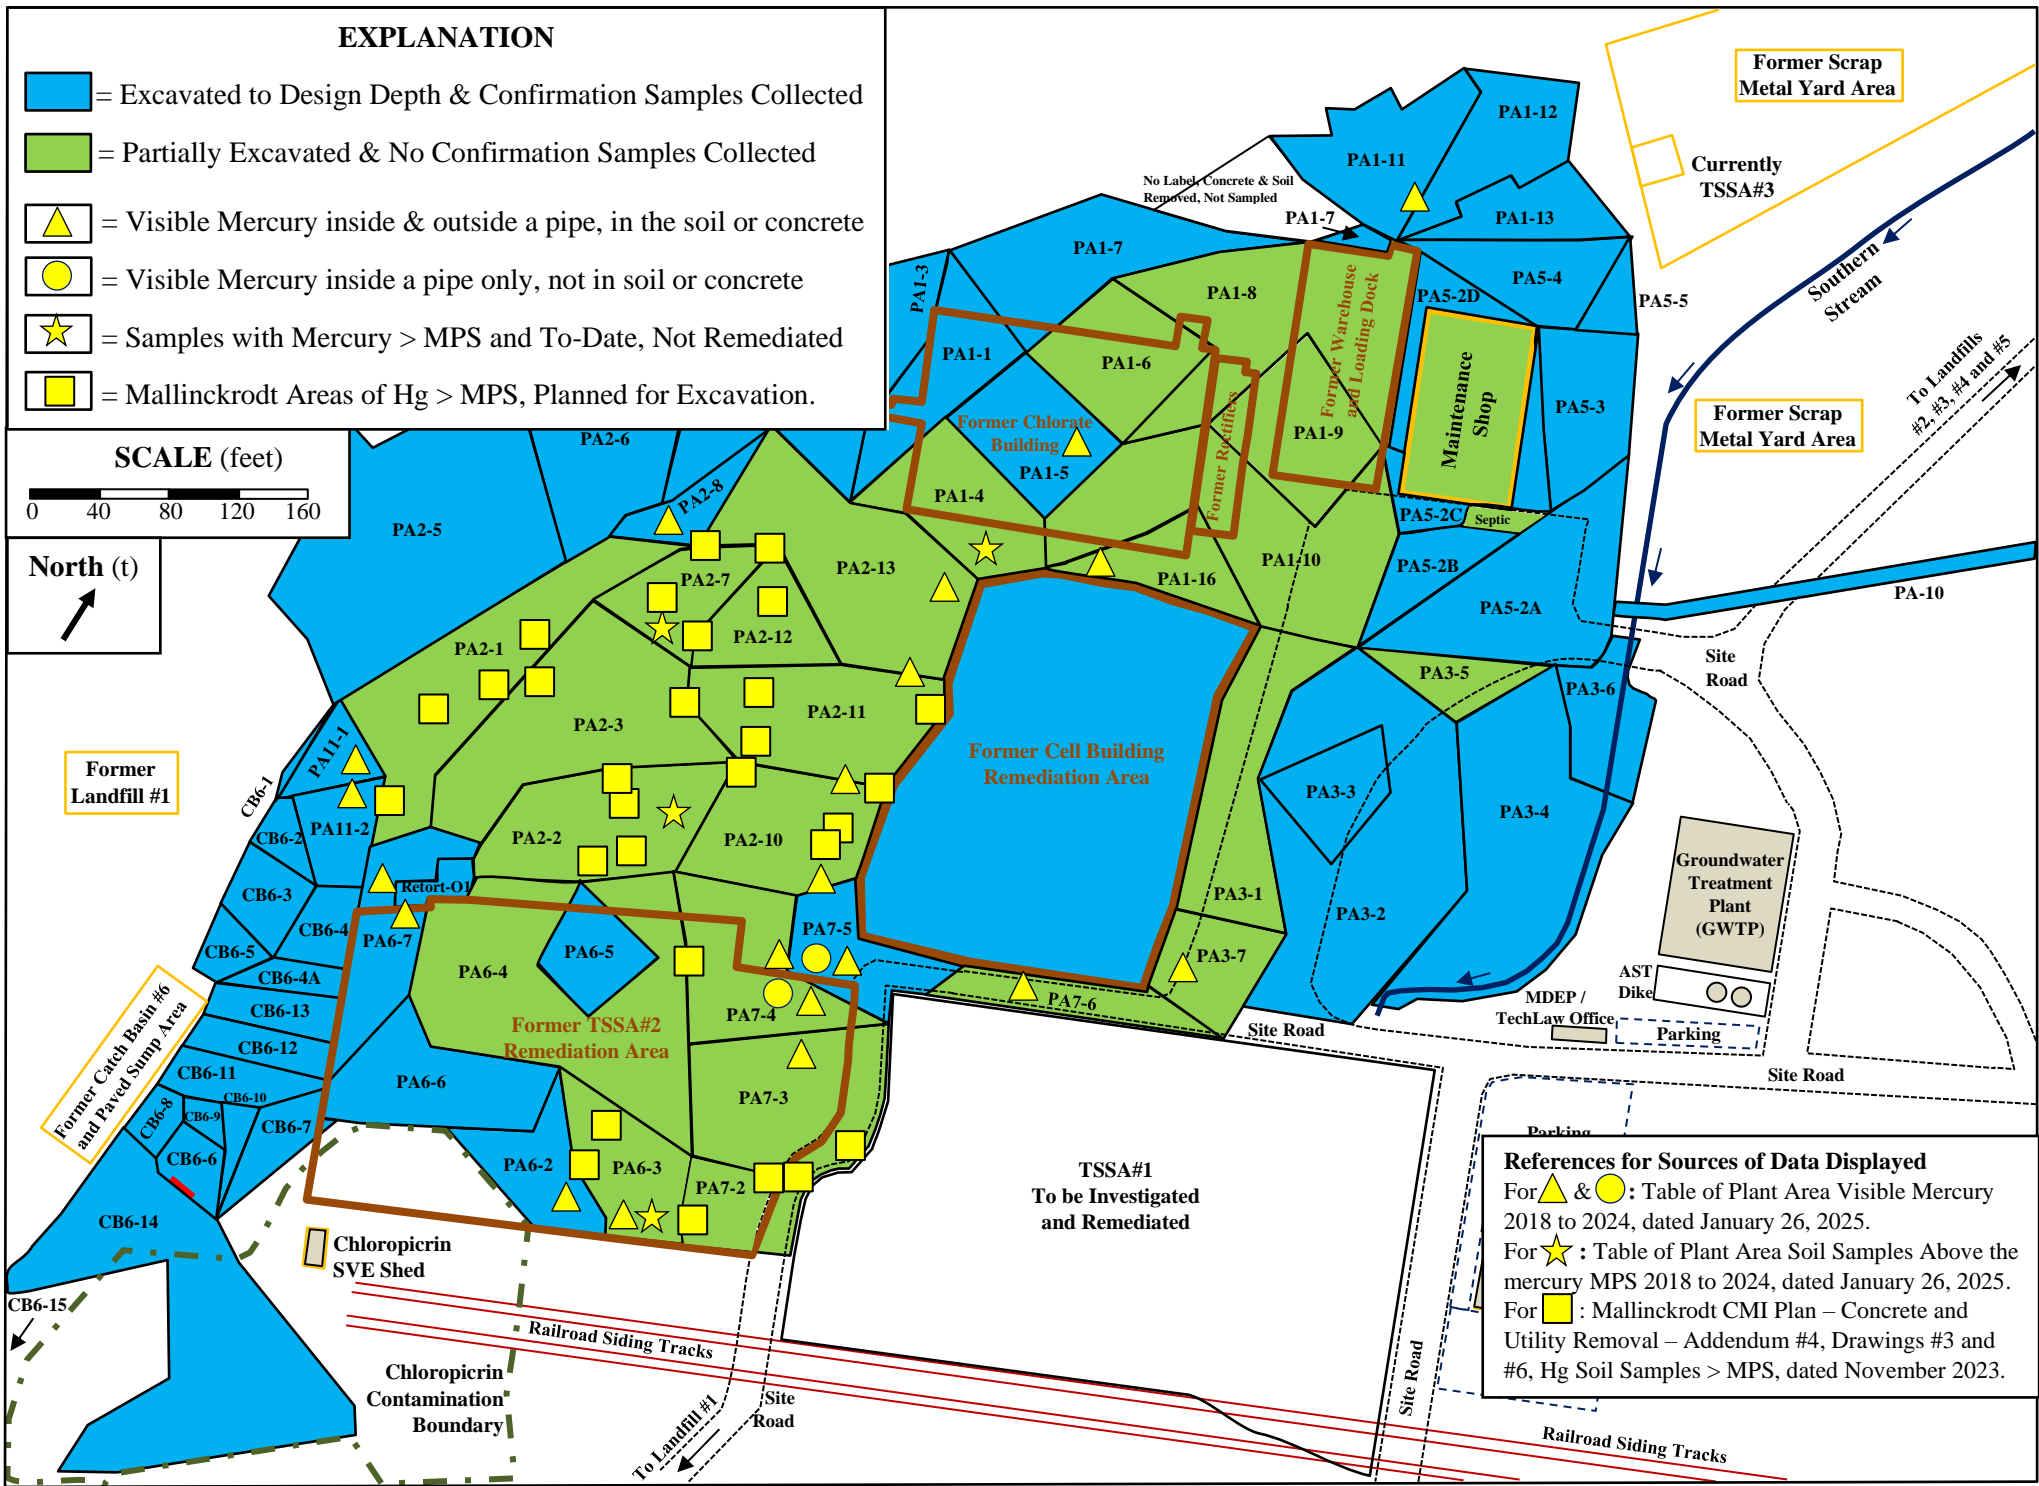 EXPLANATION
= Excavated to Design Depth & Confirmation Samples Collected
= Partially Excavated & No Confirmation Samples Collected
= Visible Mercury inside & outside a pipe, in the soil or concrete
= Visible Mercury inside a pipe only, not in soil or concrete
= Samples with Mercury > MPS and To-Date, Not Remediated
= Mallinckrodt Areas of Hg > MPS, Planned for Excavation.
SCALE (feet)
0 40 80 120 160
North (t)
Former Scrap
Metal Yard Area
Currently
TSSA#3
Southern
Stream
To Landfills
#2, #3, #4 and #5
Former Scrap
Metal Yard Area
PA1-12
PA1-11
No Label, Concrete & Soil
Removed, Not Sampled
PA1-7
PA1-13
PA1-7
PA1-3
PA5-4
PA5-5
PA5-2D
PA1-8
Former Warehouse
and Loading Dock
PA1-1
PA1-6
Maintenance
Shop
PA5-3
Former Chlorate
Building
PA1-5
Former Rectifiers
PA1-9
PA2-6
PA2-8
PA1-4
PA2-5
PA5-2C
Septic
PA2-13
PA1-10
PA5-2B
PA2-7
PA1-16
PA5-2A
PA-10
PA2-12
PA2-1
Site
Road
PA3-5
PA3-6
PA2-3
PA2-11
Former Cell Building
Remediation Area
PA11-1
Former
Landfill #1
CB6-1
PA3-3
PA3-4
CB6-2
PA11-2
PA2-2
PA2-10
Groundwater
Treatment
Plant
(GWTP)
CB6-3
Retort-O1
PA3-1
PA3-2
CB6-4
PA6-7
PA7-5
CB6-5
PA6-5
PA3-7
PA6-4
CB6-4A
AST
Dike
CB6-13
PA7-4
PA7-6
MDEP /
TechLaw Office
Parking
Former TSSA#2
Remediation Area
Site Road
CB6-12
CB6-11
Site Road
PA6-6
CB6-10
PA7-3
Former Catch Basin #6
and Paved Sump Area
CB6-8
CB6-9
CB6-7
Parking
CB6-6
PA6-2
PA6-3
PA7-2
TSSA#1
To be Investigated
and Remediated
CB6-14
Chloropicrin
SVE Shed
CB6-15
Railroad Siding Tracks
Chloropicrin
Contamination
Boundary
To Landfill #1
Site
Road
Site Road
Railroad Siding Tracks
References for Sources of Data Displayed
For & : Table of Plant Area Visible Mercury
2018 to 2024, dated January 26, 2025.
For : Table of Plant Area Soil Samples Above the
mercury MPS 2018 to 2024, dated January 26, 2025.
For : Mallinckrodt CMI Plan – Concrete and
Utility Removal – Addendum #4, Drawings #3 and
#6, Hg Soil Samples > MPS, dated November 2023.